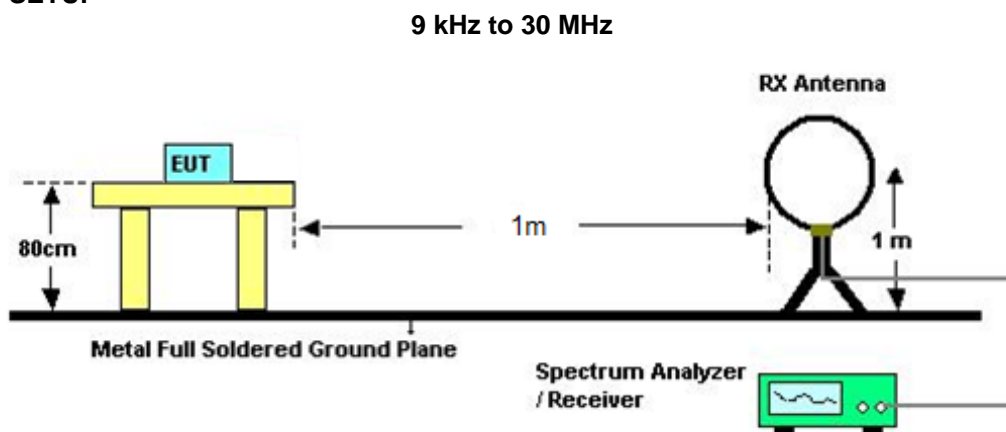 9 kHz to 30 MHz
RX Antenna
EUT
1m
80cm
1 m
Metal Full Soldered Ground Plane
Spectrum Analyzer
/ Receiver